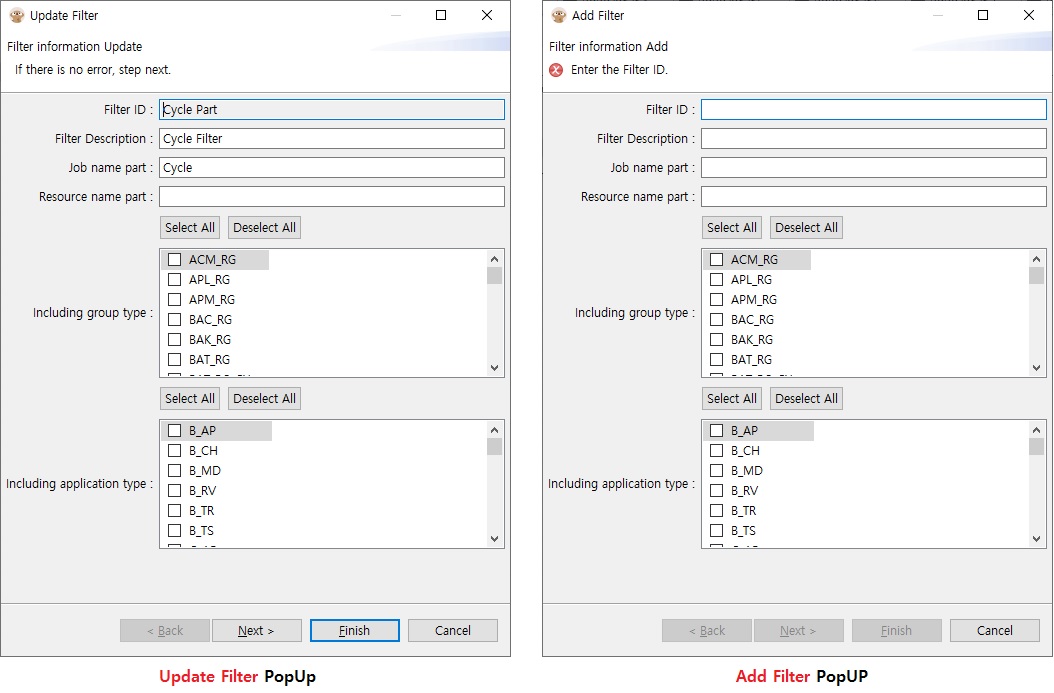 Update Filter
Filter information Update
If there is no error, step next.
Filter ID :
Cycle Part
Filter Description :
Cycle Filter
Job name part :
Cycle
Resource name part :
Select All
Deselect All
Including group type :
ACM_RG
APL_RG
APM_RG
BAC_RG
BAK_RG
BAT_RG
Select All
Deselect All
Including application type :
B_AP
B_CH
B_MD
B_RV
B_TR
B_TS
< Back
Next >
Finish
Cancel
Update Filter PopUp
Add Filter
Filter information Add
Enter the Filter ID.
Filter ID :
Filter Description :
Job name part :
Resource name part :
Select All
Deselect All
Including group type :
ACM_RG
APL_RG
APM_RG
BAC_RG
BAK_RG
BAT_RG
Select All
Deselect All
Including application type :
B_AP
B_CH
B_MD
B_RV
B_TR
B_TS
< Back
Next >
Finish
Cancel
Add Filter PopUP